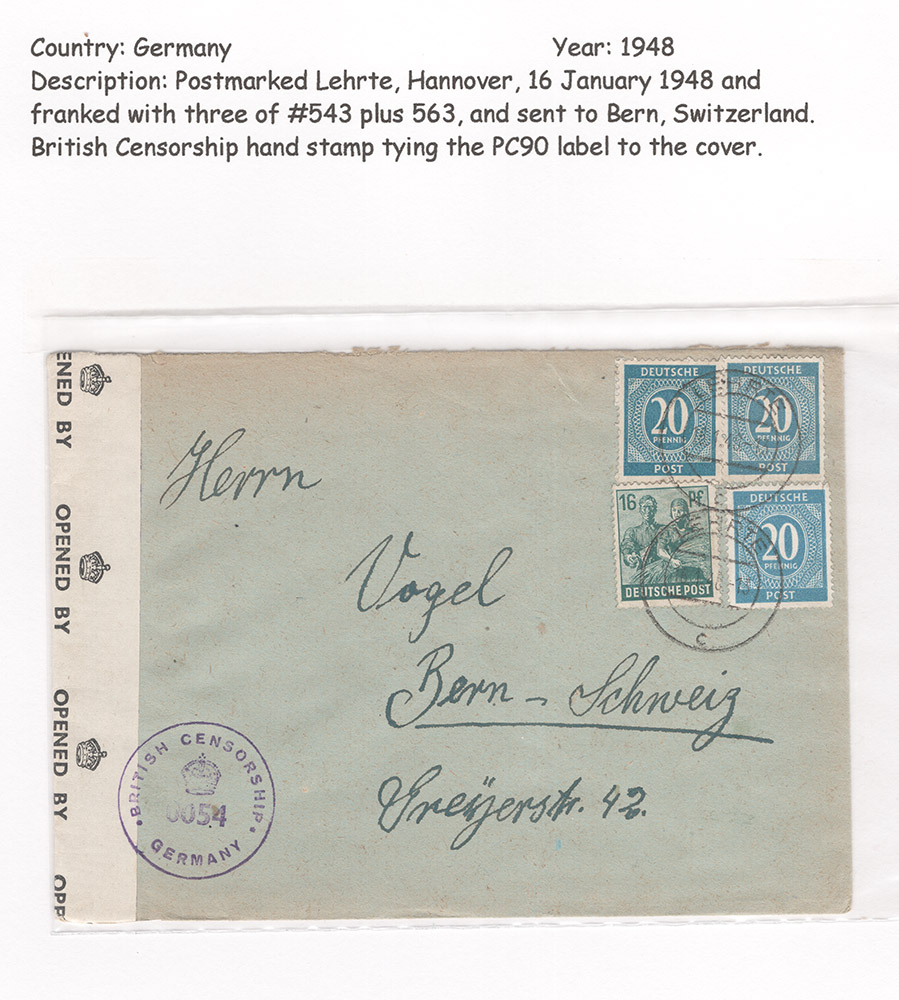 Country: Germany Year: 1948
Description: Postmarked Lehrte, Hannover, 16 January 1948 and
franked with three of #543 plus 563, and sent to Bern, Switzerland.
British Censorship hand stamp tying the PC90 label to the cover.
ENED BY
OPENED BY
OPENED BY
OPE
DEUTSCHE
20
PFENNIG
POST
DEUTSCHE
20
PFENNIG
POST
16 Pf
DEUTSCHE POST
DEUTSCHE
20
PFENNIG
POST
c
c
Herrn
Vogel
Bern - Schweiz
Greyerstr. 42.
BRITISH CENSORSHIP
0054
GERMANY